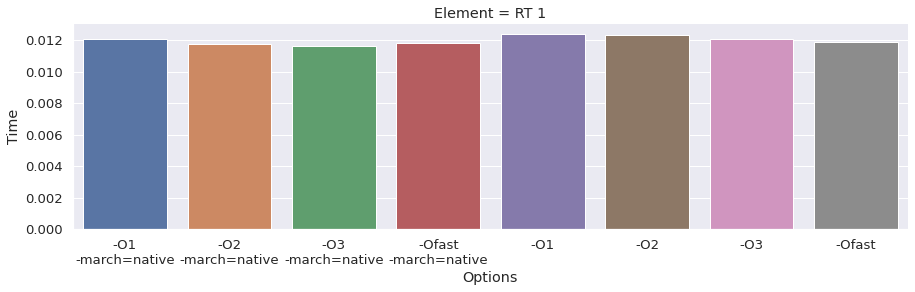 Element = RT 1
Time
0.012
0.010
0.008
0.006
0.004
0.002
0.000
-O1 -O2 -O3 -Ofast -O1 -O2 -O3 -Ofast
-march=native -march=native -march=native -march=native
Options